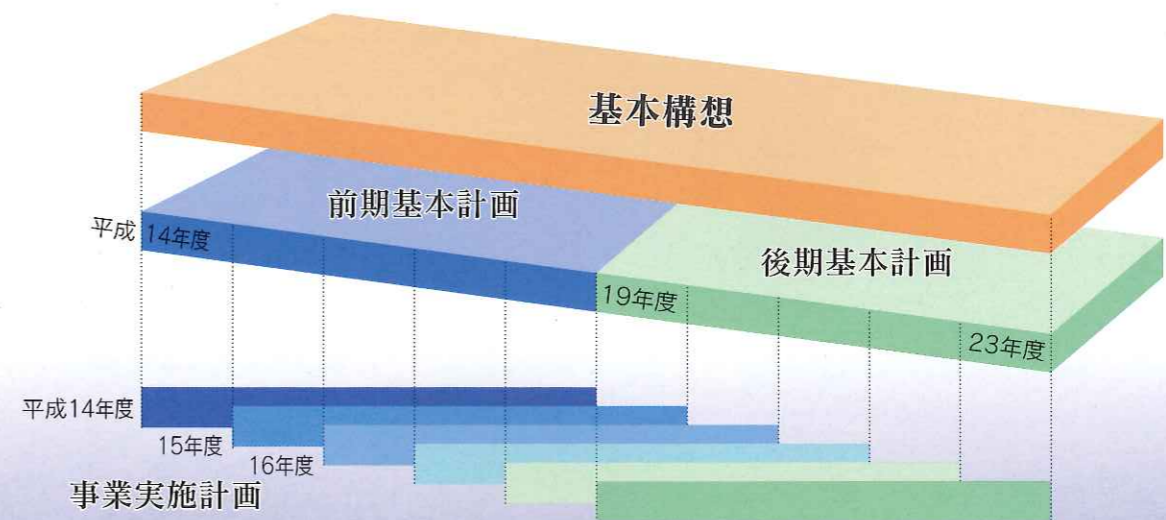 基本構想
前期基本計画
平成 14年度
後期基本計画
19年度
23年度
平成14年度
15年度
16年度
事業実施計画